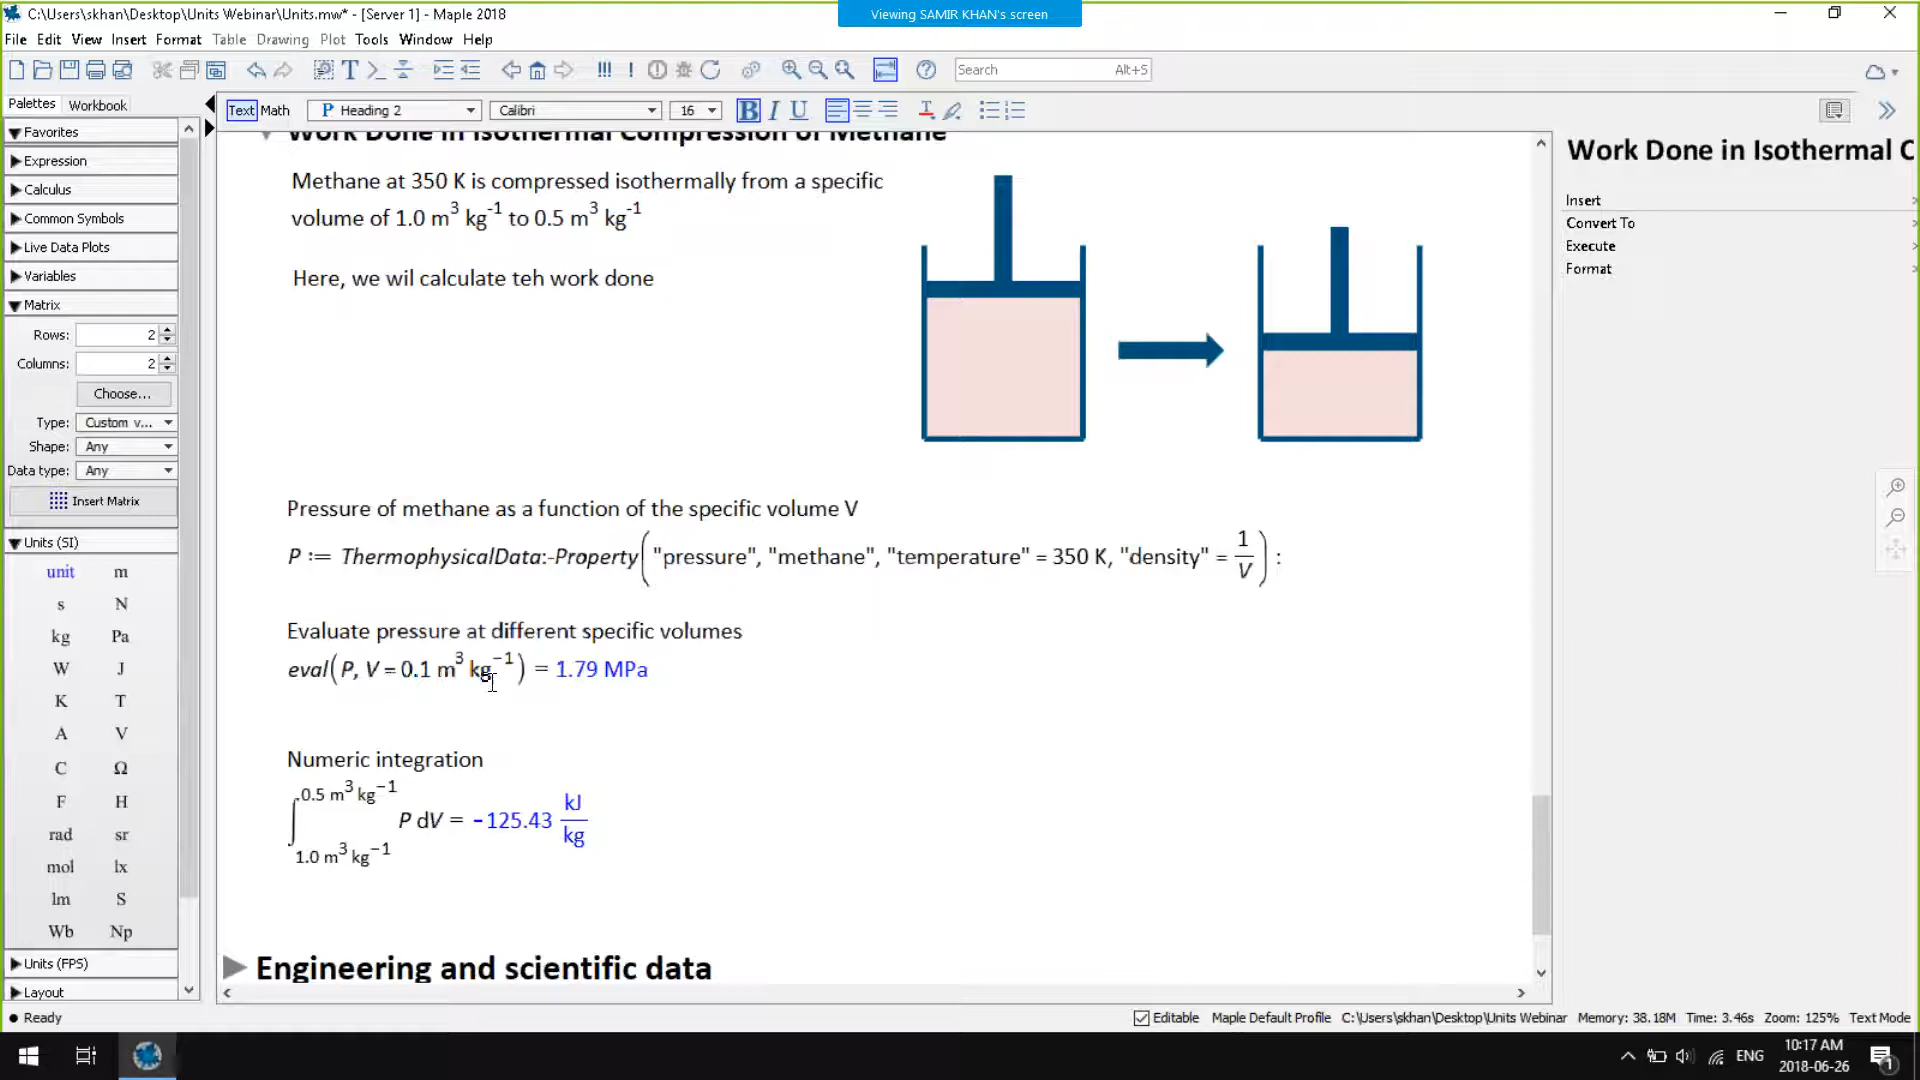 C:\Users\skhan\Desktop\Units Webinar\Units.mw* - [Server 1] - Maple 2018
Viewing SAMIR KHAN's screen
File Edit View Insert Format Table Drawing Plot Tools Window Help
Search Alt+S
Palettes Workbook
Text Math P Heading 2 Calibri 16 B I U
Favorites
Expression
Calculus
Common Symbols
Live Data Plots
Variables
Matrix
Rows: 2
Columns: 2
Choose...
Type: Custom v...
Shape: Any
Data type: Any
Insert Matrix
Units (SI)
unit m
s N
kg Pa
W J
K T
A V
C Ω
F H
rad sr
mol lx
lm S
Wb Np
Units (FPS)
Layout
Work Done in Isothermal Compression of Methane
Methane at 350 K is compressed isothermally from a specific
volume of 1.0 m³ kg⁻¹ to 0.5 m³ kg⁻¹
Here, we wil calculate teh work done
Pressure of methane as a function of the specific volume V
P := ThermophysicalData:-Property("pressure", "methane", "temperature" = 350 K, "density" = 1/V) :
Evaluate pressure at different specific volumes
eval(P, V = 0.1 m³ kg⁻¹) = 1.79 MPa
Numeric integration
∫ 0.5 m³ kg⁻¹
P dV = -125.43 kJ/kg
1.0 m³ kg⁻¹
Engineering and scientific data
Work Done in Isothermal C
Insert
Convert To
Execute
Format
Ready
Editable Maple Default Profile C:\Users\skhan\Desktop\Units Webinar Memory: 38.18M Time: 3.46s Zoom: 125% Text Mode
ENG
10:17 AM
2018-06-26
1